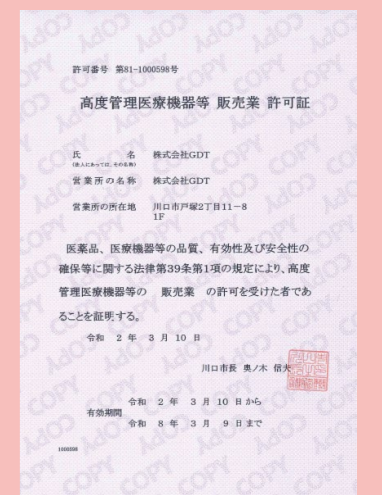 許可番号 第81-1000598号
高度管理医療機器等 販売業 許可証
氏 名 株式会社GDT
(法人にあっては、その名称)
営業所の名称 株式会社GDT
営業所の所在地 川口市戸塚2丁目11-8
1F
医薬品、医療機器等の品質、有効性及び安全性の
確保等に関する法律第39条第1項の規定により、高度
管理医療機器等の 販売業 の許可を受けた者であ
ることを証明する。
令和 2 年 3 月 10 日
川口市長 奥ノ木 信夫
令和 2 年 3 月 10 日から
有効期間
令和 8 年 3 月 9 日まで
1000598
COPY